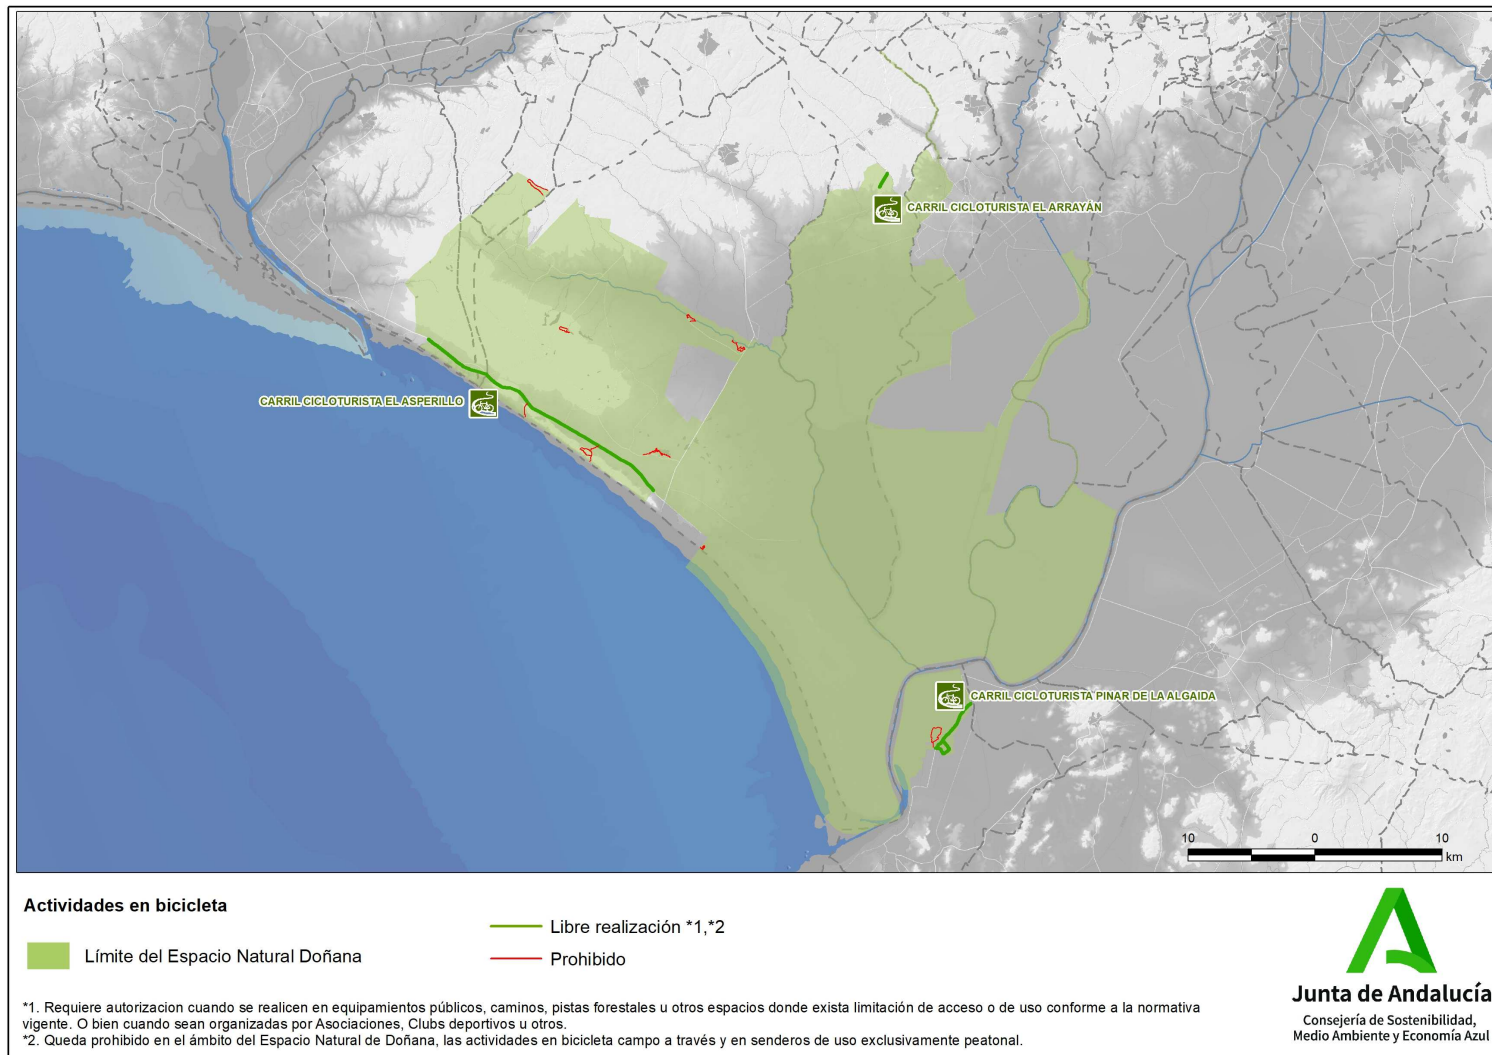 CARRIL CICLOTURISTA EL ARRAYÁN
CARRIL CICLOTURISTA EL ASPERILLO
CARRIL CICLOTURISTA PINAR DE LA ALGAIDA
10 0 10
km
Actividades en bicicleta
Límite del Espacio Natural Doñana
Libre realización *1,*2
Prohibido
*1. Requiere autorizacion cuando se realicen en equipamientos públicos, caminos, pistas forestales u otros espacios donde exista limitación de acceso o de uso conforme a la normativa
vigente. O bien cuando sean organizadas por Asociaciones, Clubs deportivos u otros.
*2. Queda prohibido en el ámbito del Espacio Natural de Doñana, las actividades en bicicleta campo a través y en senderos de uso exclusivamente peatonal.
Junta de Andalucía
Consejería de Sostenibilidad,
Medio Ambiente y Economía Azul